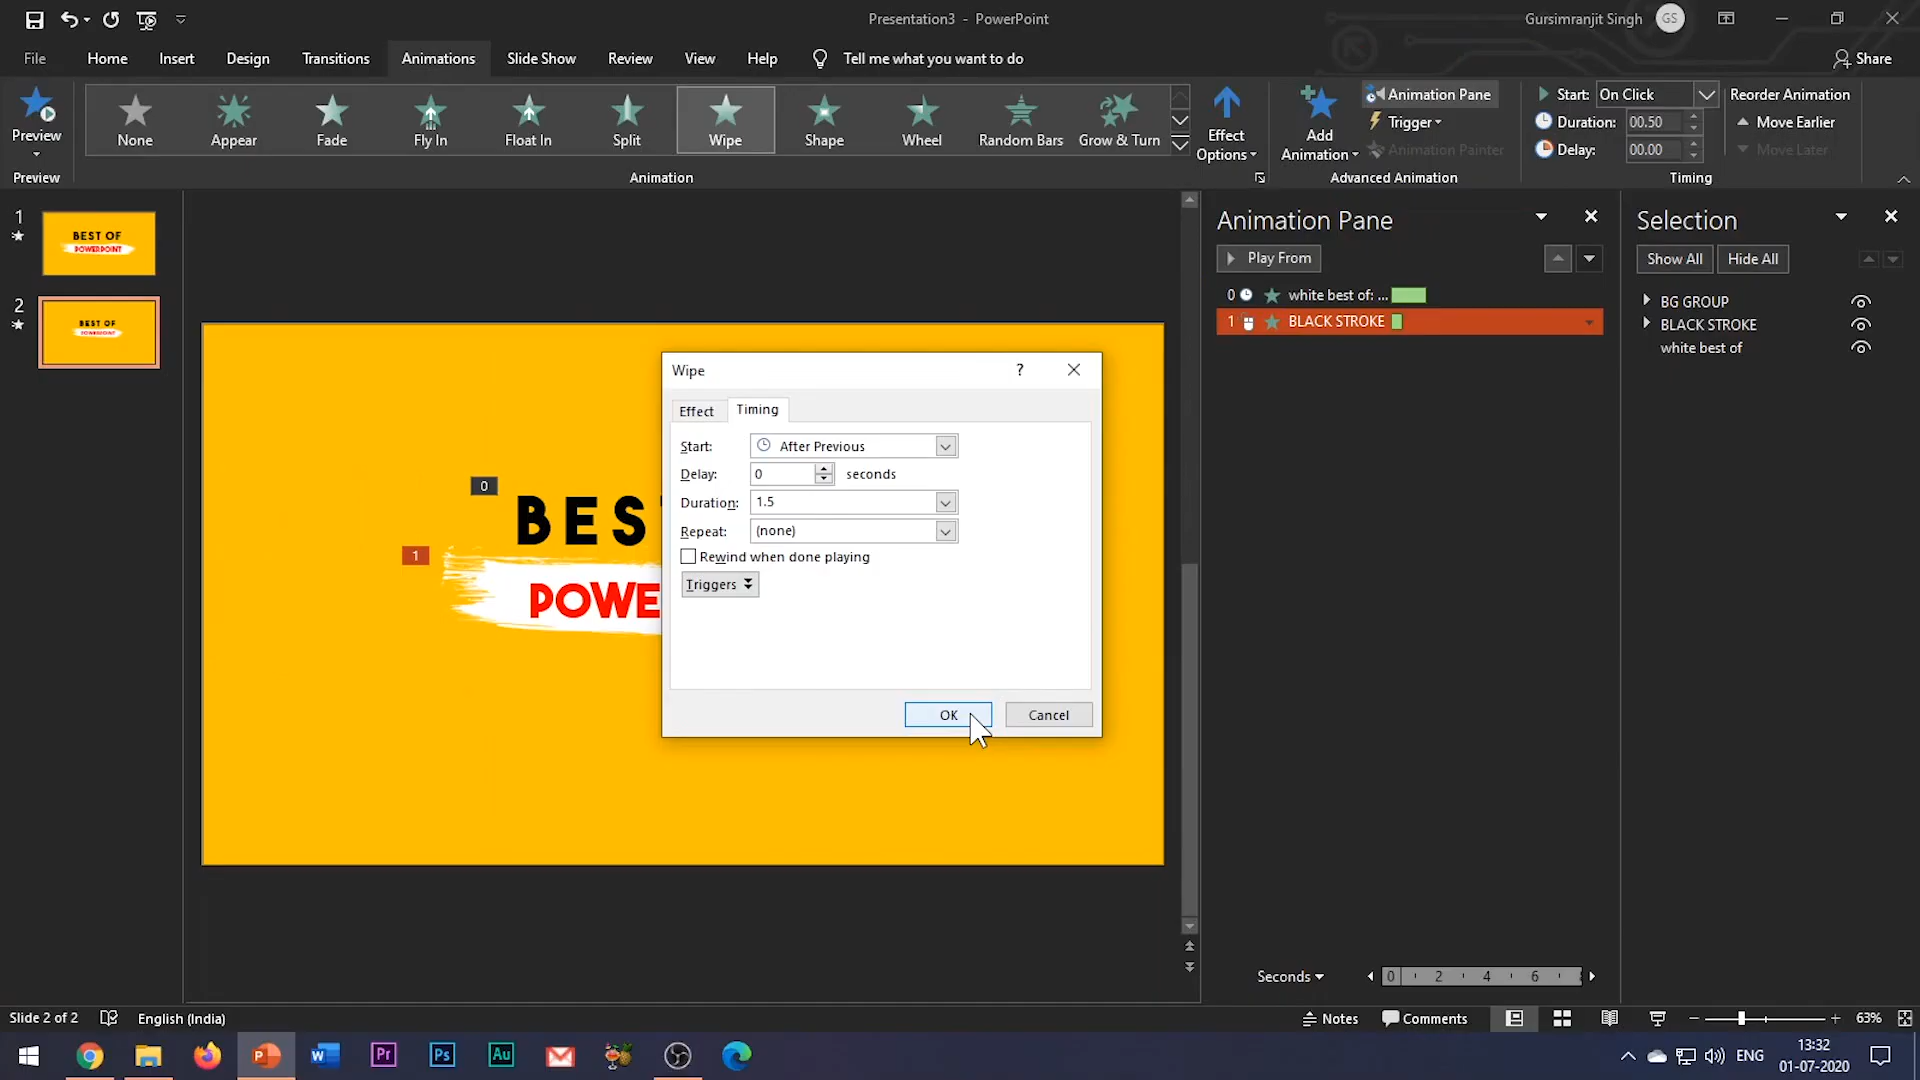 Presentation3 - PowerPoint
Gursimranjit Singh
GS
File
Home
Insert
Design
Transitions
Animations
Slide Show
Review
View
Help
Tell me what you want to do
Share
Preview
None
Appear
Fade
Fly In
Float In
Split
Wipe
Shape
Wheel
Random Bars
Grow & Turn
Effect
Options
Add
Animation
Animation Pane
Trigger
Animation Painter
Start: On Click
Duration: 00.50
Delay: 00.00
Reorder Animation
Move Earlier
Move Later
Preview
Animation
Advanced Animation
Timing
1
BEST OF
POWERPOINT
2
BEST OF
POWERPOINT
0
BEST
1
POWE
Wipe
?
Effect
Timing
Start: After Previous
Delay: 0 seconds
Duration: 1.5
Repeat: (none)
Rewind when done playing
Triggers
OK
Cancel
Animation Pane
Play From
0 white best of: ...
1 BLACK STROKE
Seconds
0 2 4 6
Selection
Show All
Hide All
BG GROUP
BLACK STROKE
white best of
Slide 2 of 2
English (India)
Notes
Comments
63%
P
W
Pr
Ps
Au
ENG
13:32
01-07-2020